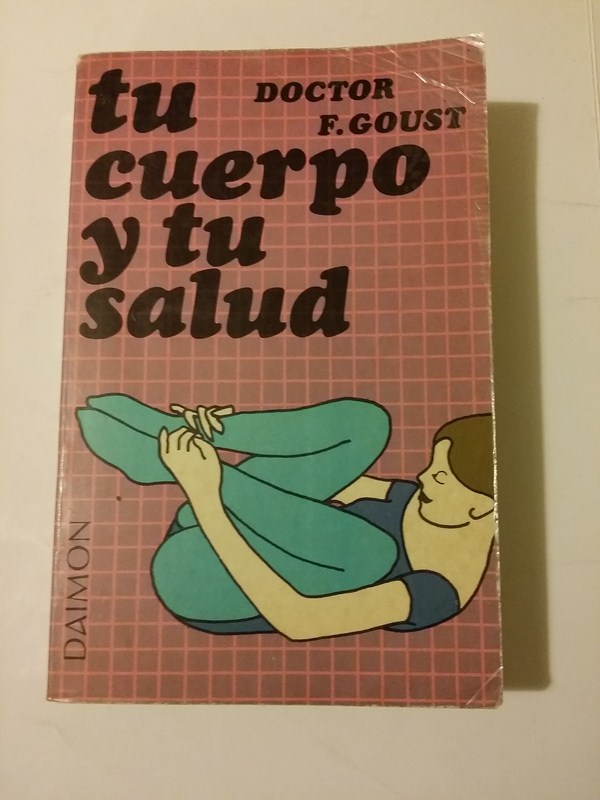 tu
cuerpo
y tu
salud
DOCTOR
F. GOUST
DAIMON